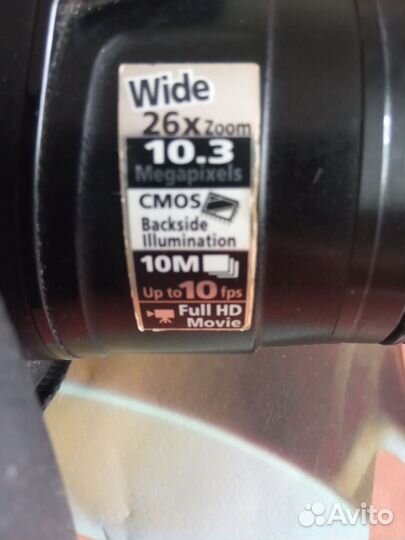 Wide
26x Zoom
10.3
Megapixels
CMOS
Backside
Illumination
10M
Up to 10 fps
Full HD
Movie
Avito